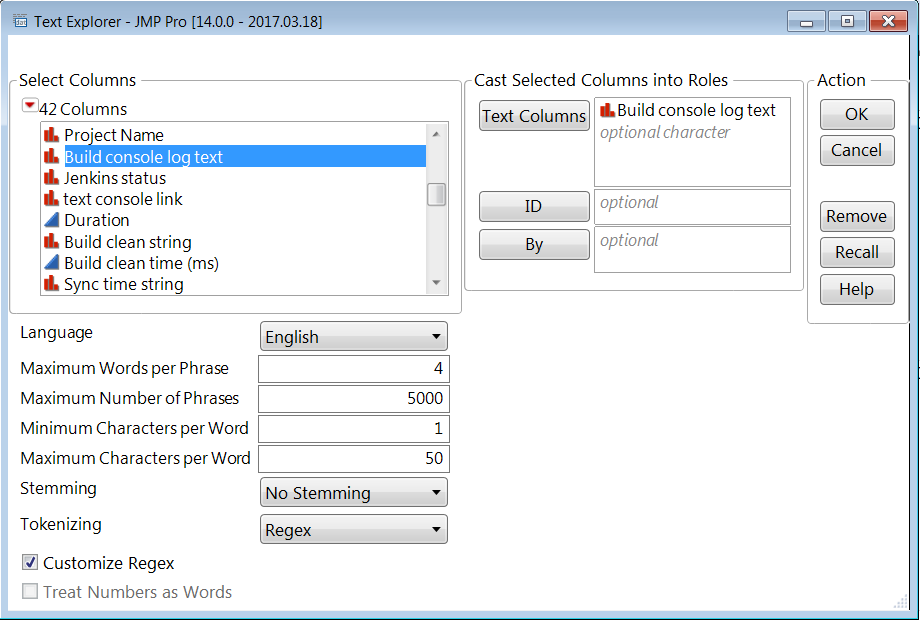 Text Explorer - JMP Pro [14.0.0 - 2017.03.18]
Select Columns
42 Columns
Project Name
Build console log text
Jenkins status
text console link
Duration
Build clean string
Build clean time (ms)
Sync time string
Cast Selected Columns into Roles
Text Columns
Build console log text
optional character
ID
optional
By
optional
Action
OK
Cancel
Remove
Recall
Help
Language
English
Maximum Words per Phrase
4
Maximum Number of Phrases
5000
Minimum Characters per Word
1
Maximum Characters per Word
50
Stemming
No Stemming
Tokenizing
Regex
Customize Regex
Treat Numbers as Words